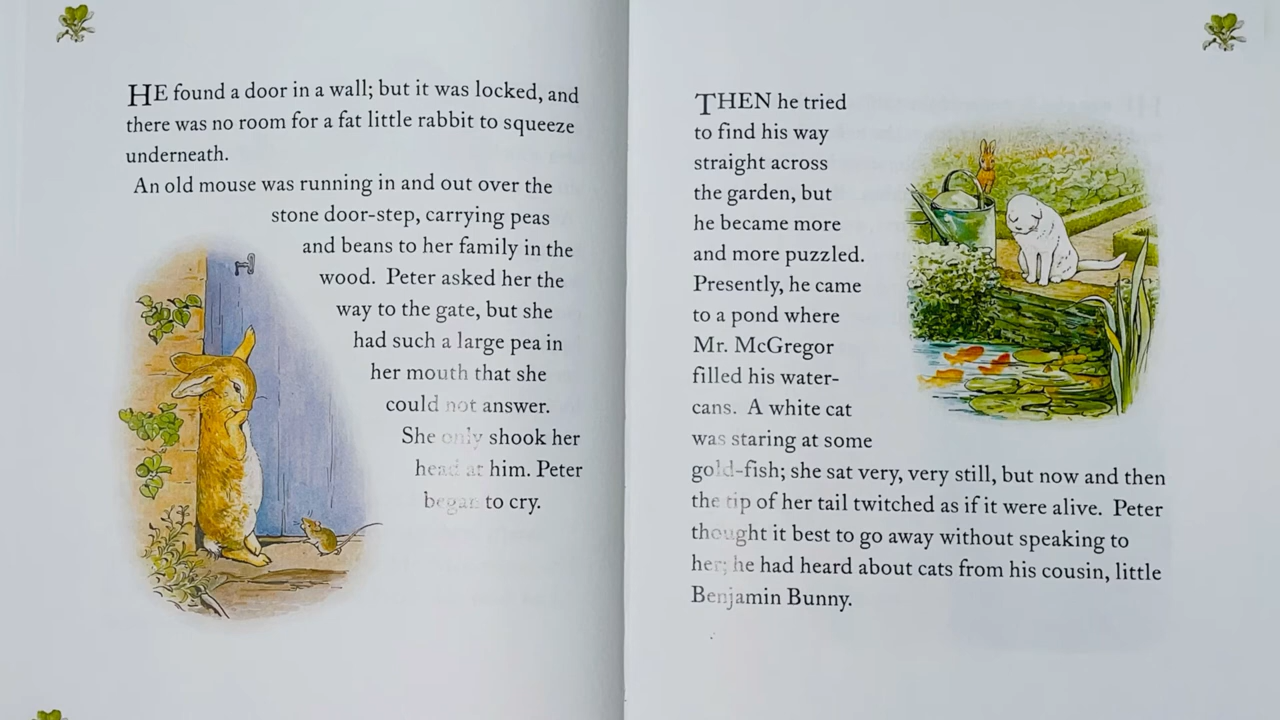 HE found a door in a wall; but it was locked, and
there was no room for a fat little rabbit to squeeze
underneath.
An old mouse was running in and out over the
stone door-step, carrying peas
and beans to her family in the
wood. Peter asked her the
way to the gate, but she
had such a large pea in
her mouth that she
could not answer.
She only shook her
head at him. Peter
began to cry.
THEN he tried
to find his way
straight across
the garden, but
he became more
and more puzzled.
Presently, he came
to a pond where
Mr. McGregor
filled his water-
cans. A white cat
was staring at some
gold-fish; she sat very, very still, but now and then
the tip of her tail twitched as if it were alive. Peter
thought it best to go away without speaking to
her; he had heard about cats from his cousin, little
Benjamin Bunny.